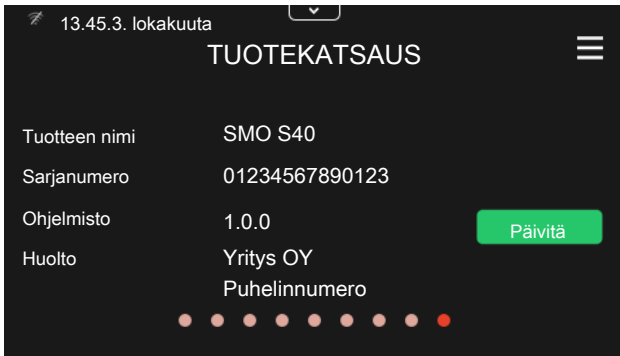 13.45.3. lokakuuta
TUOTEKATSAUS
Tuotteen nimi SMO S40
Sarjanumero 01234567890123
Ohjelmisto 1.0.0 Päivitä
Huolto Yritys OY
Puhelinnumero